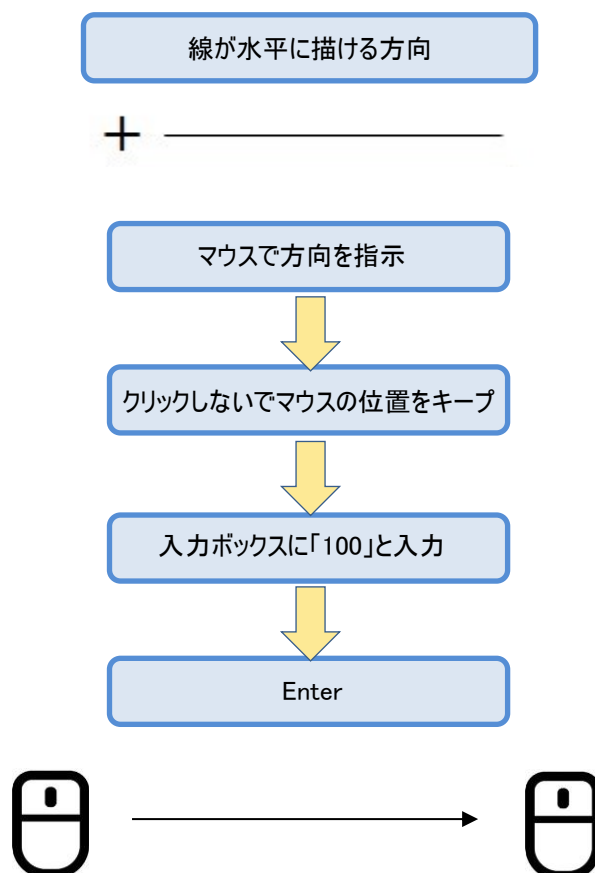 線が水平に描ける方向
マウスで方向を指示
クリックしないでマウスの位置をキープ
入力ボックスに｢100｣と入力
Enter